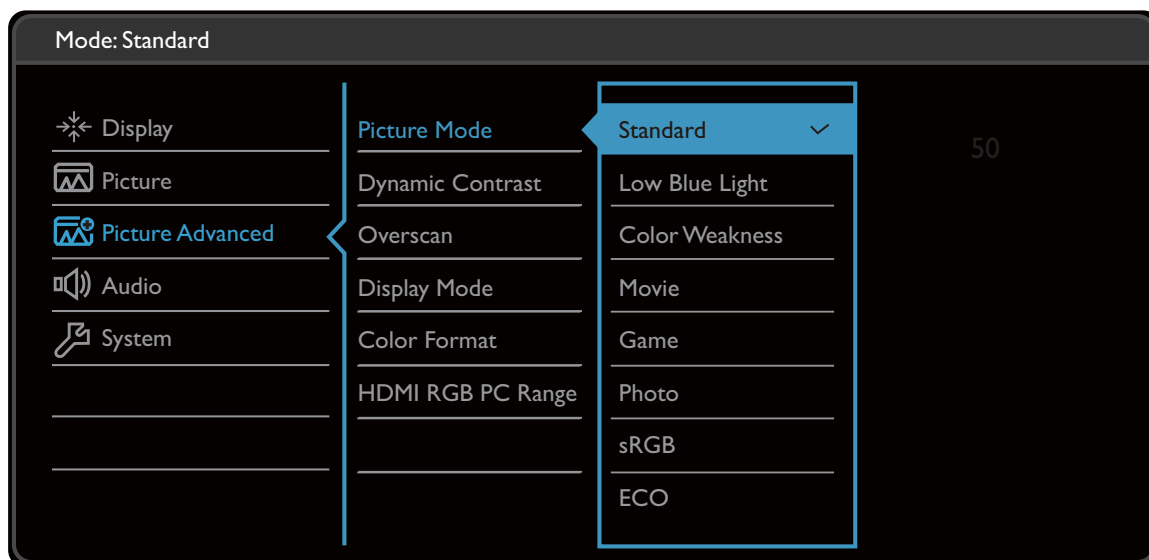 Mode: Standard
Display
Picture
Picture Advanced
Audio
System
Picture Mode
Dynamic Contrast
Overscan
Display Mode
Color Format
HDMI RGB PC Range
Standard
Low Blue Light
Color Weakness
Movie
Game
Photo
sRGB
ECO
50